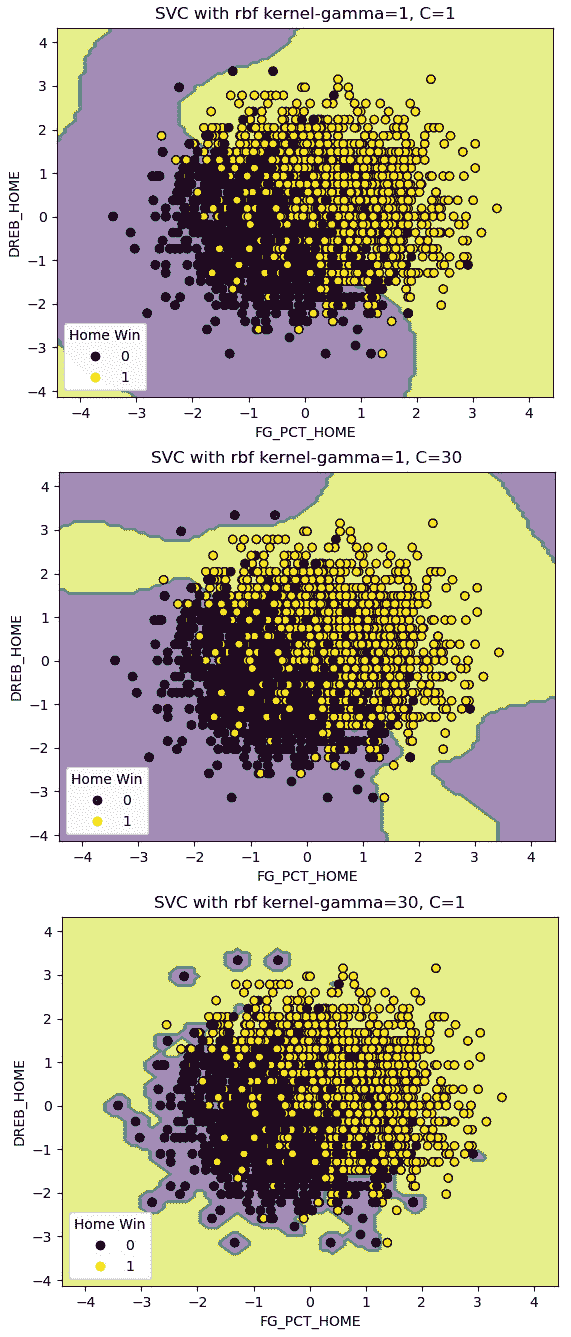 SVC with rbf kernel-gamma=1, C=1
4
3
2
1
0
−1
−2
−3
−4
DREB_HOME
Home Win
0
1
−4 −3 −2 −1 0 1 2 3 4
FG_PCT_HOME
SVC with rbf kernel-gamma=1, C=30
4
3
2
1
0
−1
−2
−3
−4
DREB_HOME
Home Win
0
1
−4 −3 −2 −1 0 1 2 3 4
FG_PCT_HOME
SVC with rbf kernel-gamma=30, C=1
4
3
2
1
0
−1
−2
−3
−4
DREB_HOME
Home Win
0
1
−4 −3 −2 −1 0 1 2 3 4
FG_PCT_HOME